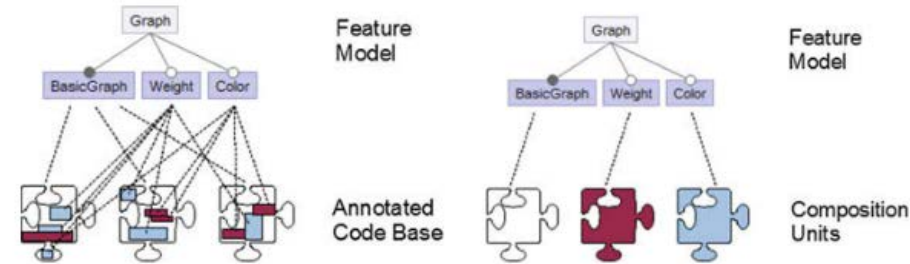 Graph
Feature
Model
BasicGraph Weight Color
Annotated
Code Base
Graph
Feature
Model
BasicGraph Weight Color
Composition
Units